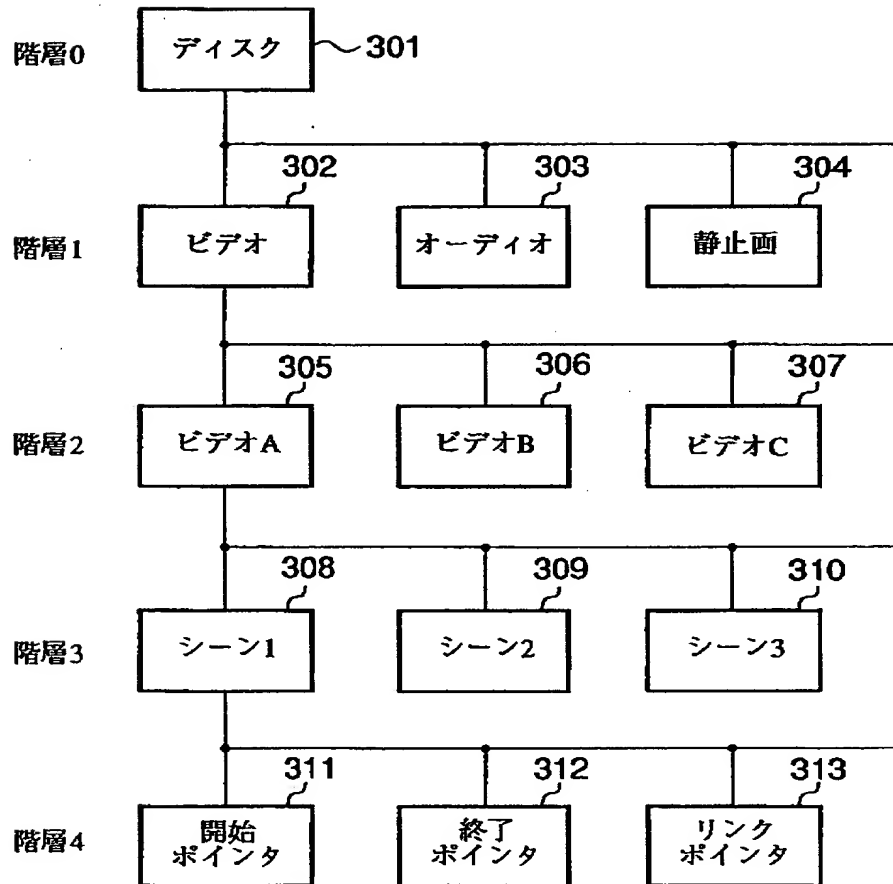 階層0
ディスク
301
302
303
304
階層1
ビデオ
オーディオ
静止画
305
306
307
階層2
ビデオA
ビデオB
ビデオC
308
309
310
階層3
シーン1
シーン2
シーン3
311
312
313
階層4
開始
ポインタ
終了
ポインタ
リンク
ポインタ